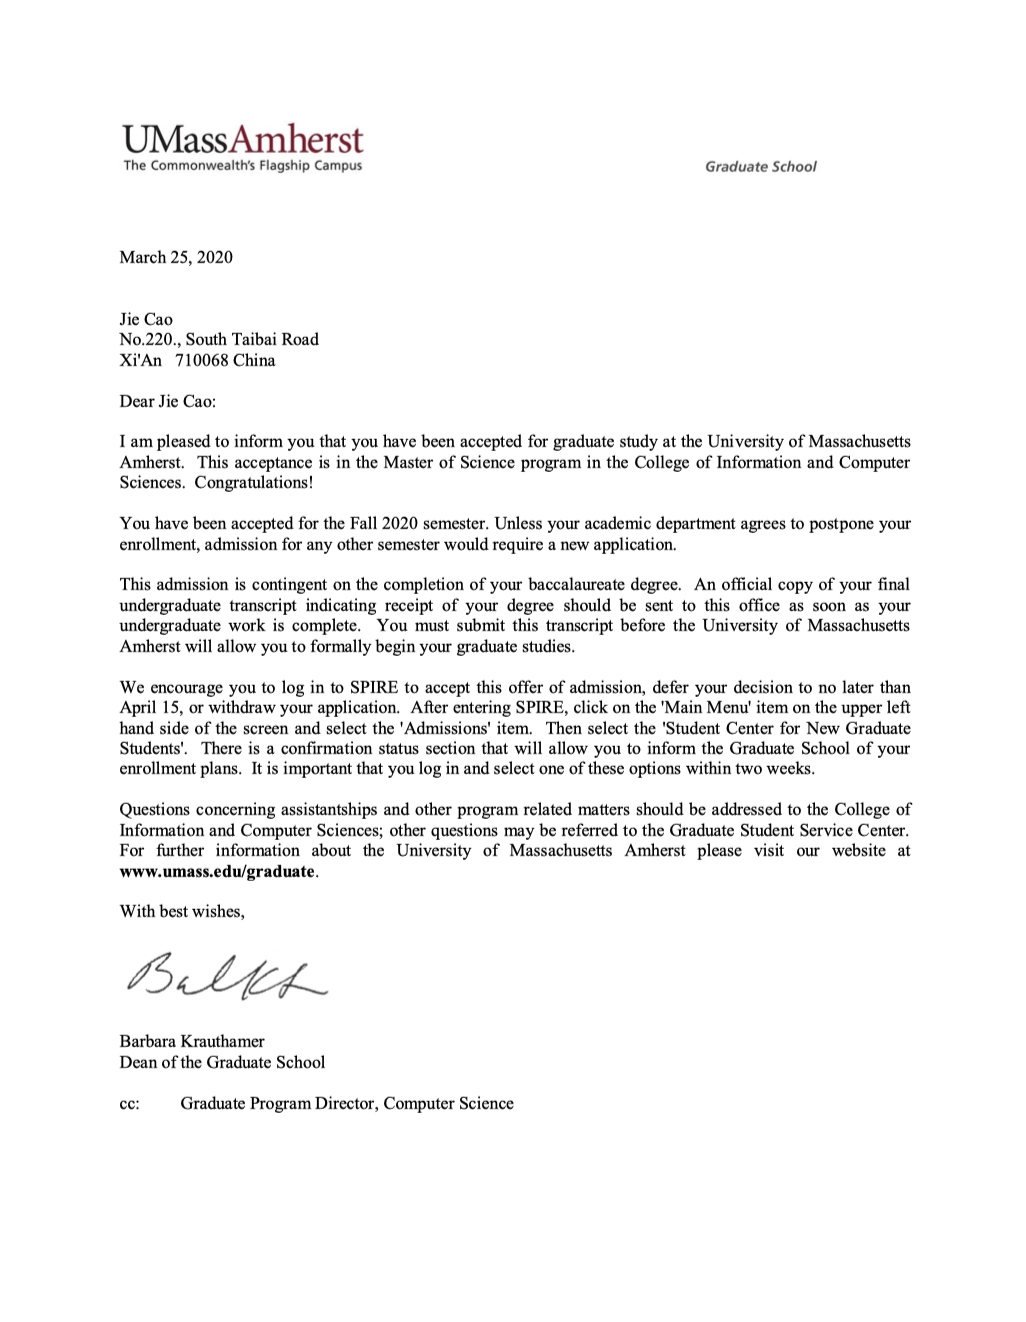 UMassAmherst
The Commonwealth's Flagship Campus
Graduate School
March 25, 2020
Jie Cao
No.220., South Taibai Road
Xi'An   710068 China
Dear Jie Cao:
I am pleased to inform you that you have been accepted for graduate study at the University of Massachusetts
Amherst.  This acceptance is in the Master of Science program in the College of Information and Computer
Sciences.  Congratulations!
You have been accepted for the Fall 2020 semester. Unless your academic department agrees to postpone your
enrollment, admission for any other semester would require a new application.
This admission is contingent on the completion of your baccalaureate degree.  An official copy of your final
undergraduate transcript indicating receipt of your degree should be sent to this office as soon as your
undergraduate work is complete.  You must submit this transcript before the University of Massachusetts
Amherst will allow you to formally begin your graduate studies.
We encourage you to log in to SPIRE to accept this offer of admission, defer your decision to no later than
April 15, or withdraw your application.  After entering SPIRE, click on the 'Main Menu' item on the upper left
hand side of the screen and select the 'Admissions' item.  Then select the 'Student Center for New Graduate
Students'.  There is a confirmation status section that will allow you to inform the Graduate School of your
enrollment plans.  It is important that you log in and select one of these options within two weeks.
Questions concerning assistantships and other program related matters should be addressed to the College of
Information and Computer Sciences; other questions may be referred to the Graduate Student Service Center.
For further information about the University of Massachusetts Amherst please visit our website at
www.umass.edu/graduate.
With best wishes,
Barbara Krauthamer
Dean of the Graduate School
cc:	Graduate Program Director, Computer Science